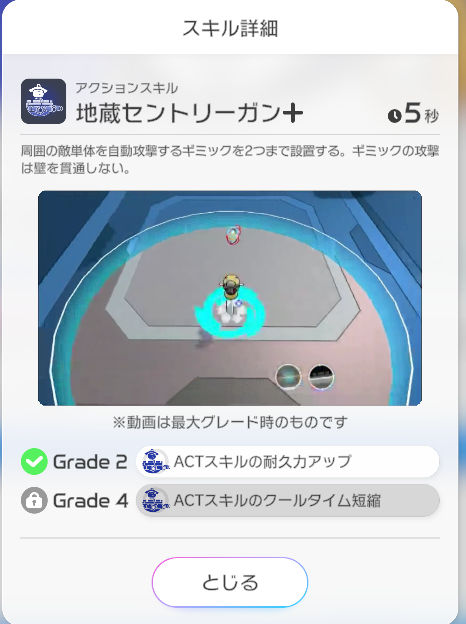 スキル詳細
アクションスキル
地蔵セントリーガン+
5秒
周囲の敵単体を自動攻撃するギミックを2つまで設置する。ギミックの攻撃
は壁を貫通しない。
※動画は最大グレード時のものです
Grade 2 ACTスキルの耐久力アップ
Grade 4 ACTスキルのクールタイム短縮
とじる